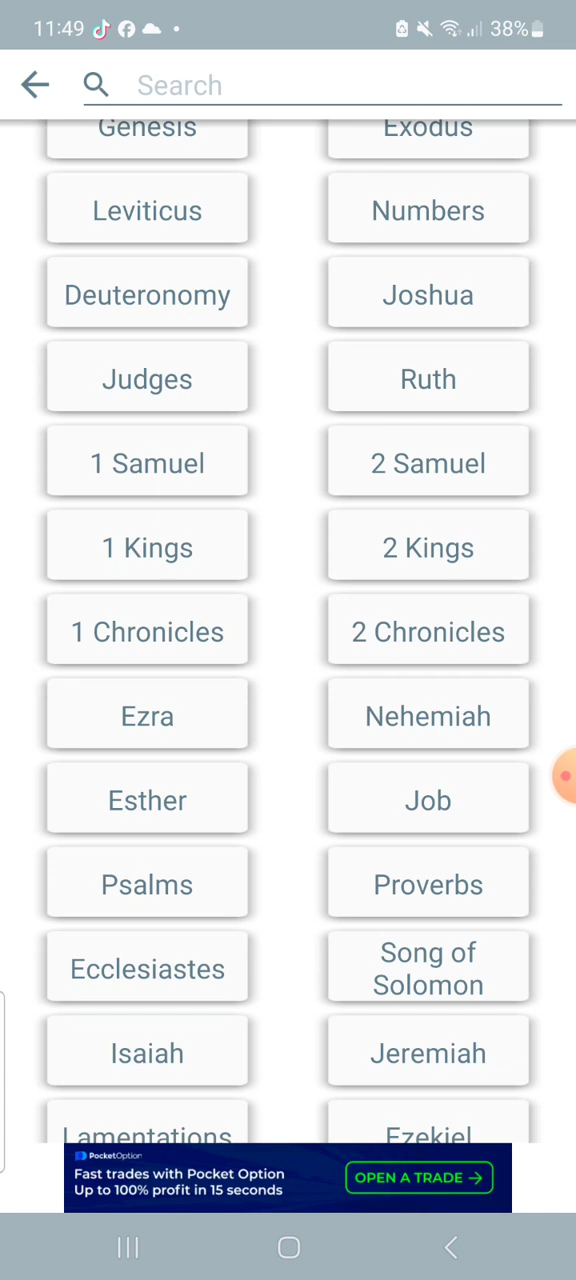 11:49
38%
Search
Genesis
Exodus
Leviticus
Numbers
Deuteronomy
Joshua
Judges
Ruth
1 Samuel
2 Samuel
1 Kings
2 Kings
1 Chronicles
2 Chronicles
Ezra
Nehemiah
Esther
Job
Psalms
Proverbs
Ecclesiastes
Song of
Solomon
Isaiah
Jeremiah
Lamentations
Ezekiel
PocketOption
Fast trades with Pocket Option
Up to 100% profit in 15 seconds
OPEN A TRADE